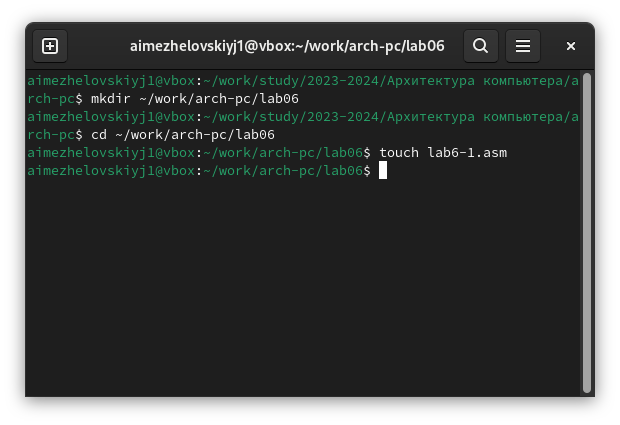 aimezhelovskiyj1@vbox:~/work/arch-pc/lab06
aimezhelovskiyj1@vbox:~/work/study/2023-2024/Архитектура компьютера/a
rch-pc$ mkdir ~/work/arch-pc/lab06
aimezhelovskiyj1@vbox:~/work/study/2023-2024/Архитектура компьютера/a
rch-pc$ cd ~/work/arch-pc/lab06
aimezhelovskiyj1@vbox:~/work/arch-pc/lab06$ touch lab6-1.asm
aimezhelovskiyj1@vbox:~/work/arch-pc/lab06$